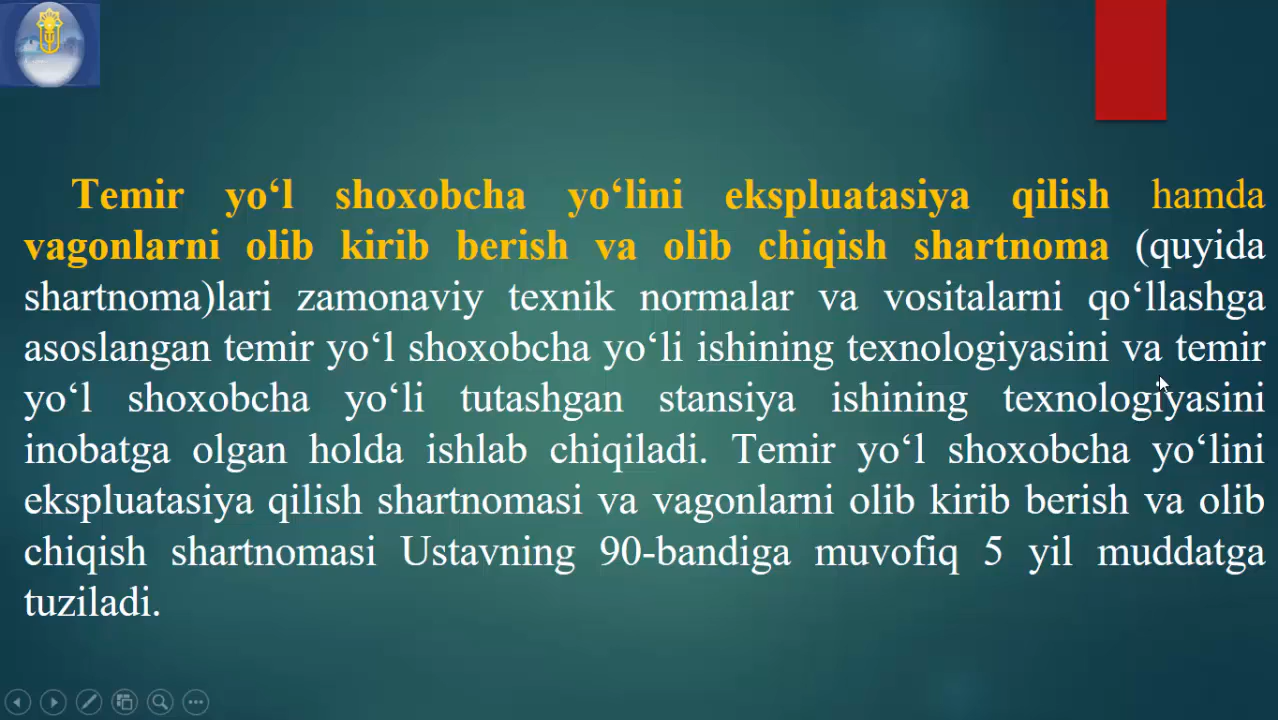 Temir yo‘l shoxobcha yo‘lini ekspluatasiya qilish hamda
vagonlarni olib kirib berish va olib chiqish shartnoma (quyida
shartnoma)lari zamonaviy texnik normalar va vositalarni qo‘llashga
asoslangan temir yo‘l shoxobcha yo‘li ishining texnologiyasini va temir
yo‘l shoxobcha yo‘li tutashgan stansiya ishining texnologiyasini
inobatga olgan holda ishlab chiqiladi. Temir yo‘l shoxobcha yo‘lini
ekspluatasiya qilish shartnomasi va vagonlarni olib kirib berish va olib
chiqish shartnomasi Ustavning 90-bandiga muvofiq 5 yil muddatga
tuziladi.